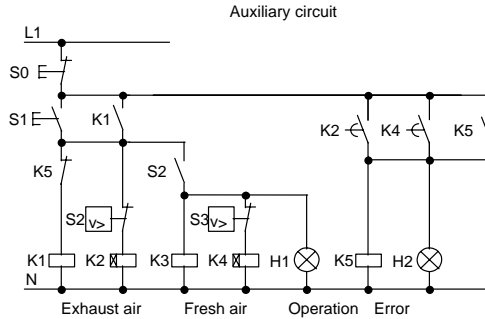 Auxiliary circuit
L1
S0
S1 K1 K2 K4 K5
K5 S2
S2 v> S3 v>
K1 K2 K3 K4 H1 K5 H2
N
Exhaust air Fresh air Operation Error